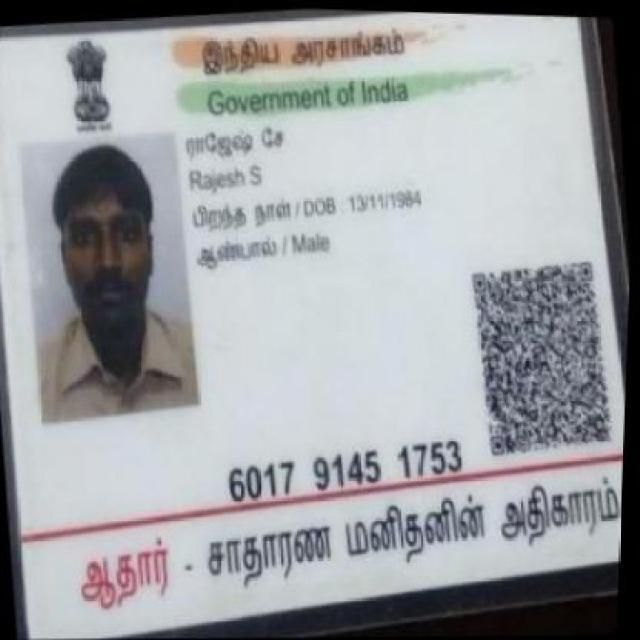 இந்திய அரசாங்கம்
Government of India
ராஜேஷ் சே
Rajesh S
பிறந்த நாள் / DOB : 13/11/1984
ஆண்பால் / Male
6017 9145 1753
ஆதார் - சாதாரண மனிதனின் அதிகாரம்